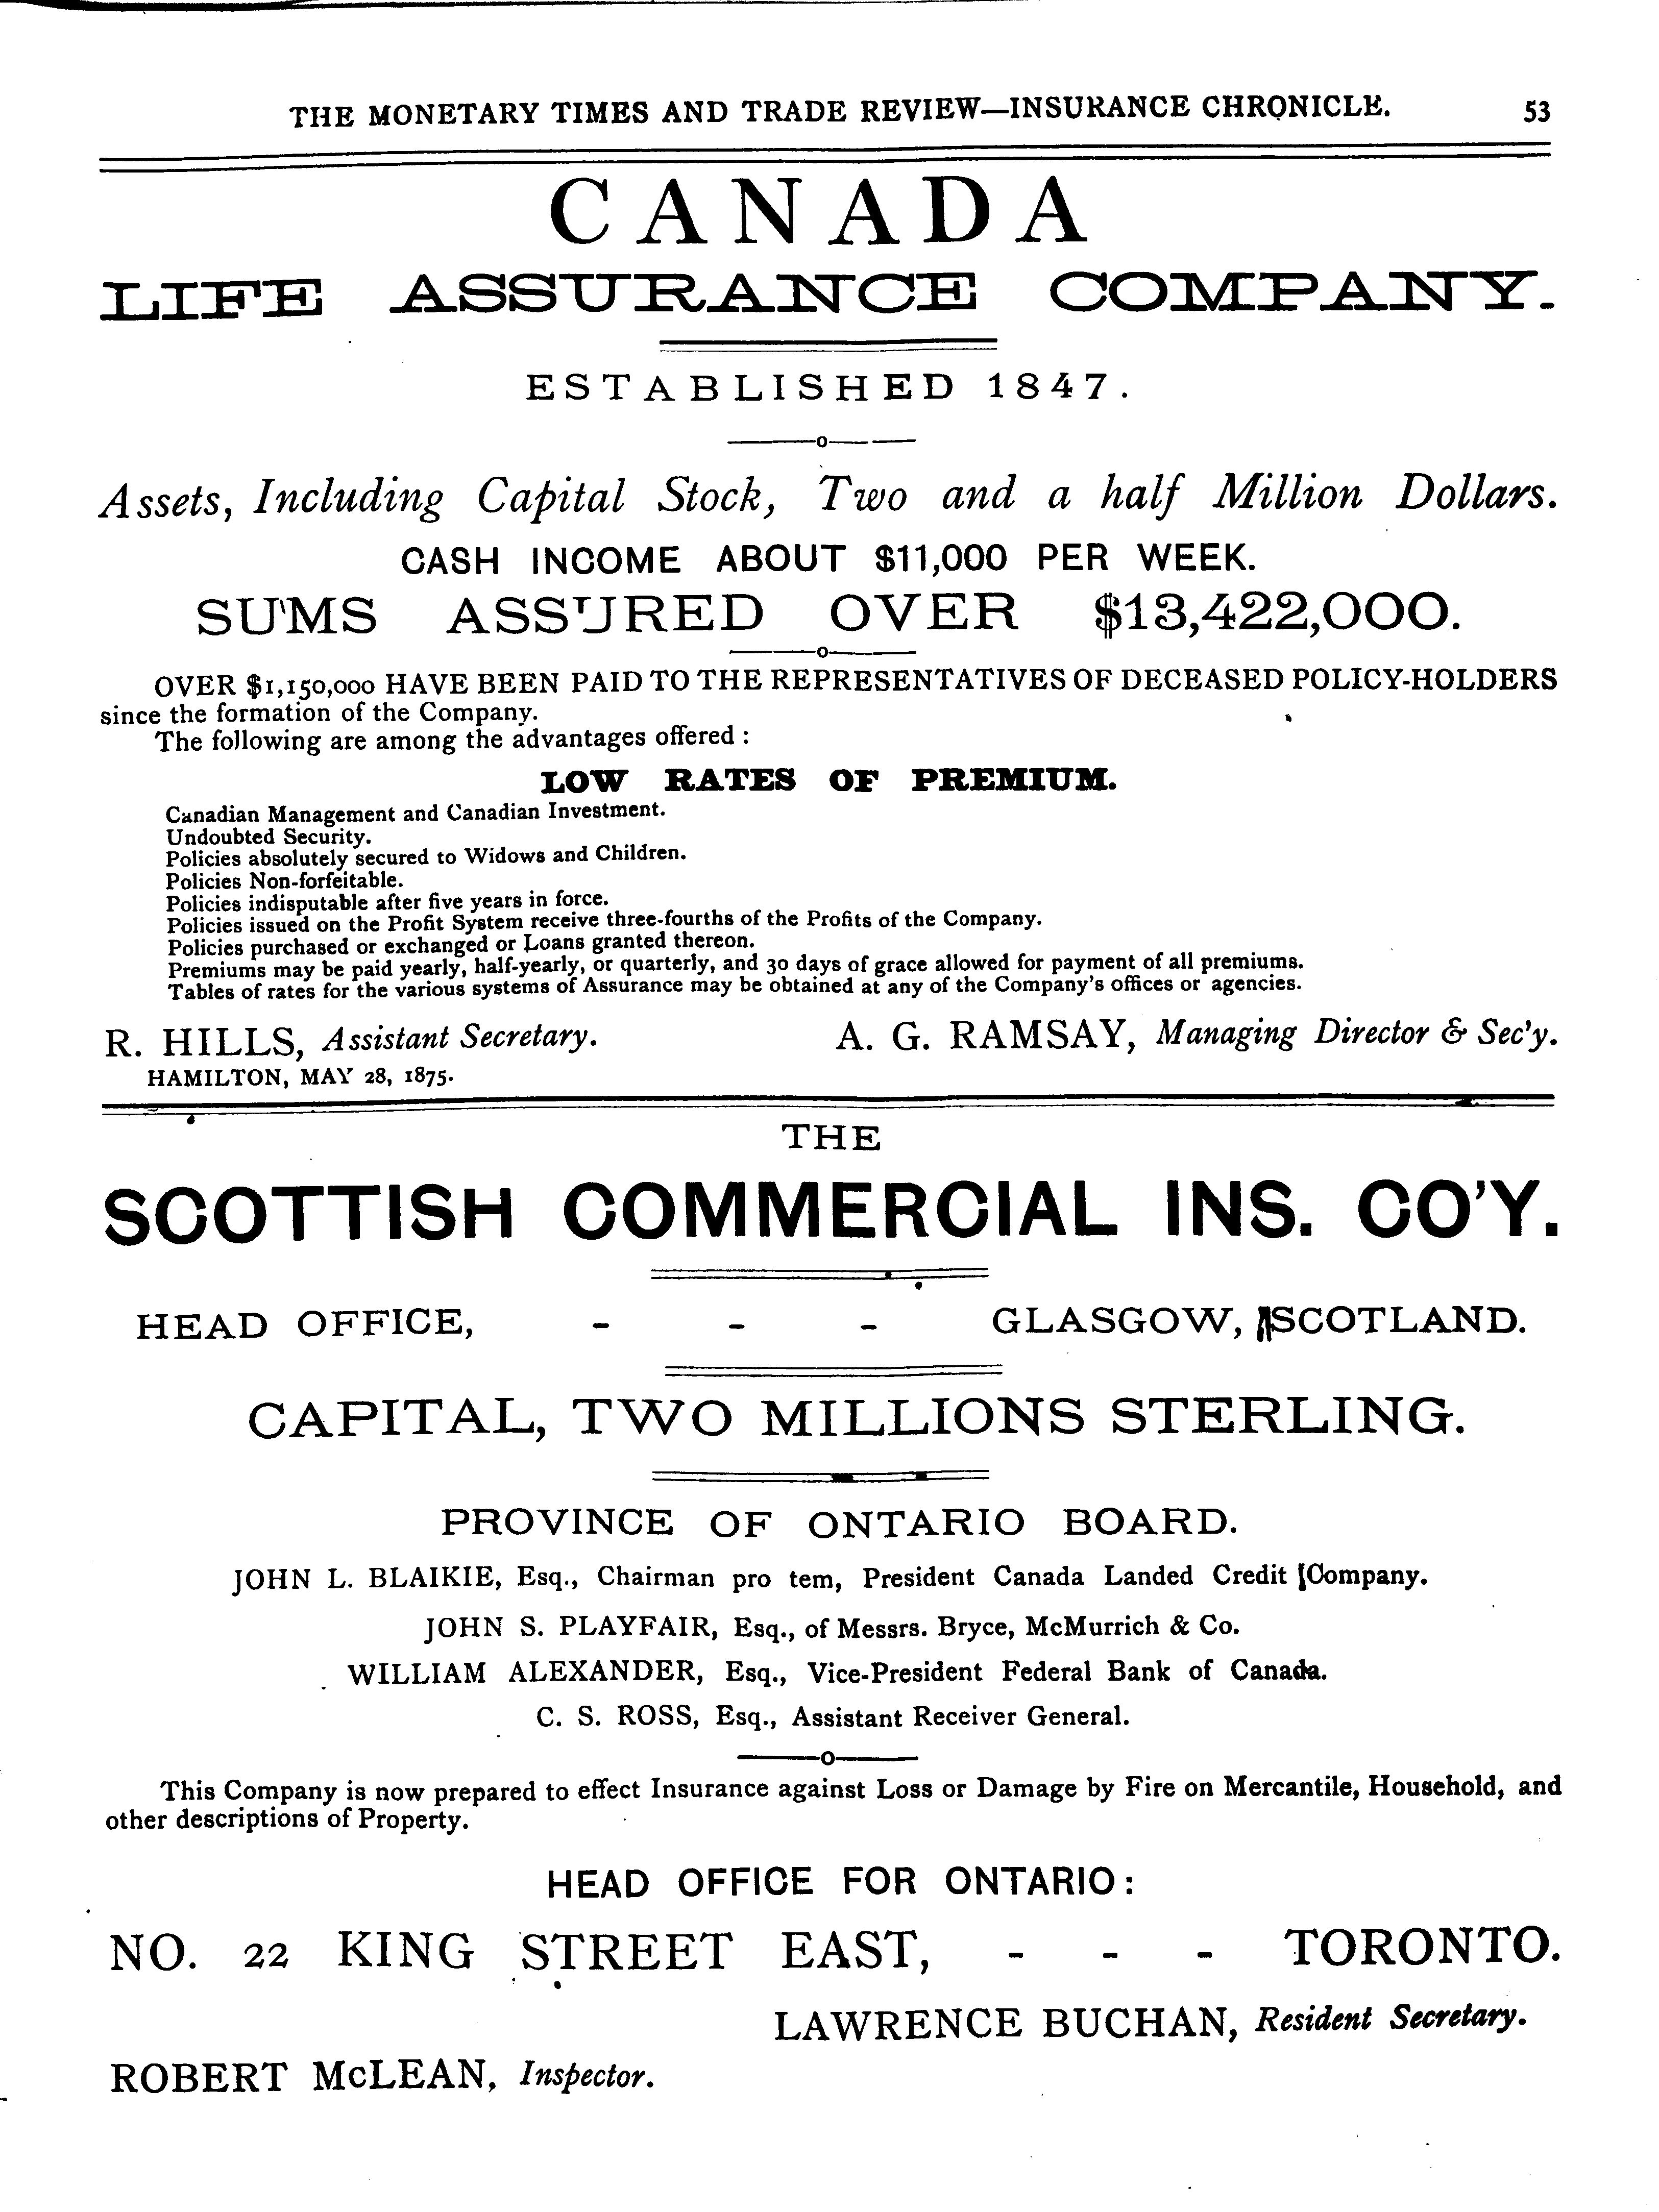 THE MONETARY TIMES AND TRADE REVIEW—INSURANCE CHRONICLE. 53
CANADA
LIFE ASSURANCE COMPANY.
ESTABLISHED 1847.
Assets, Including Capital Stock, Two and a half Million Dollars.
CASH INCOME ABOUT $11,000 PER WEEK.
SUMS ASSURED OVER $13,422,000.
OVER $1,150,000 HAVE BEEN PAID TO THE REPRESENTATIVES OF DECEASED POLICY-HOLDERS
since the formation of the Company.
The following are among the advantages offered:
LOW RATES OF PREMIUM.
Canadian Management and Canadian Investment.
Undoubted Security.
Policies absolutely secured to Widows and Children.
Policies Non-forfeitable.
Policies indisputable after five years in force.
Policies issued on the Profit System receive three-fourths of the Profits of the Company.
Policies purchased or exchanged or Loans granted thereon.
Premiums may be paid yearly, half-yearly, or quarterly, and 30 days of grace allowed for payment of all premiums.
Tables of rates for the various systems of Assurance may be obtained at any of the Company's offices or agencies.
R. HILLS, Assistant Secretary. A. G. RAMSAY, Managing Director & Sec'y.
HAMILTON, MAY 28, 1875.
THE
SCOTTISH COMMERCIAL INS. CO'Y.
HEAD OFFICE, - - - GLASGOW, SCOTLAND.
CAPITAL, TWO MILLIONS STERLING.
PROVINCE OF ONTARIO BOARD.
JOHN L. BLAIKIE, Esq., Chairman pro tem, President Canada Landed Credit Company.
JOHN S. PLAYFAIR, Esq., of Messrs. Bryce, McMurrich & Co.
WILLIAM ALEXANDER, Esq., Vice-President Federal Bank of Canada.
C. S. ROSS, Esq., Assistant Receiver General.
This Company is now prepared to effect Insurance against Loss or Damage by Fire on Mercantile, Household, and
other descriptions of Property.
HEAD OFFICE FOR ONTARIO:
NO. 22 KING STREET EAST, - - - TORONTO.
LAWRENCE BUCHAN, Resident Secretary.
ROBERT McLEAN, Inspector.